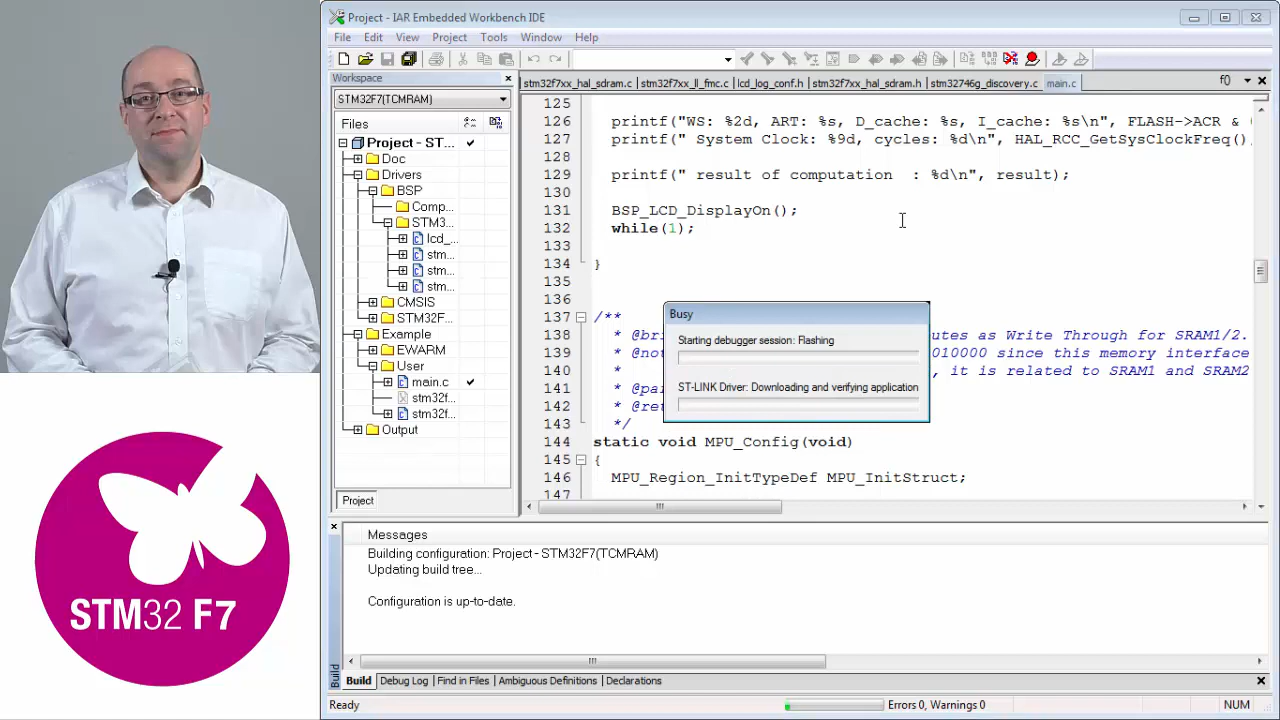 Project - IAR Embedded Workbench IDE
File Edit View Project Tools Window Help
Workspace
STM32F7(TCMRAM)
Files
Project - ST...
Doc
Drivers
BSP
Comp...
STM3...
lcd_...
stm...
stm...
stm...
CMSIS
STM32F...
Example
EWARM
User
main.c
stm32f...
stm32f...
Output
Project
stm32f7xx_hal_sdram.c stm32f7xx_ll_fmc.c lcd_log_conf.h stm32f7xx_hal_sdram.h stm32746g_discovery.c main.c f0
125
126 printf("WS: %2d, ART: %s, D_cache: %s, I_cache: %s\n", FLASH->ACR &
127 printf(" System Clock: %9d, cycles: %d\n", HAL_RCC_GetSysClockFreq(),
128
129 printf(" result of computation : %d\n", result);
130
131 BSP_LCD_DisplayOn();
132 while(1);
133
134 }
135
136
137 /**
138 * @bri utes as Write Through for SRAM1/2.
139 * @no 010000 since this memory interface
140 * , it is related to SRAM1 and SRAM2
141 * @pa
142 * @re
143 */
144 static void MPU_Config(void)
145 {
146 MPU_Region_InitTypeDef MPU_InitStruct;
147
Busy
Starting debugger session: Flashing
ST-LINK Driver: Downloading and verifying application
Messages
Building configuration: Project - STM32F7(TCMRAM)
Updating build tree...
Configuration is up-to-date.
Build
Build Debug Log Find in Files Ambiguous Definitions Declarations
Ready Errors 0, Warnings 0 NUM
STM32 F7